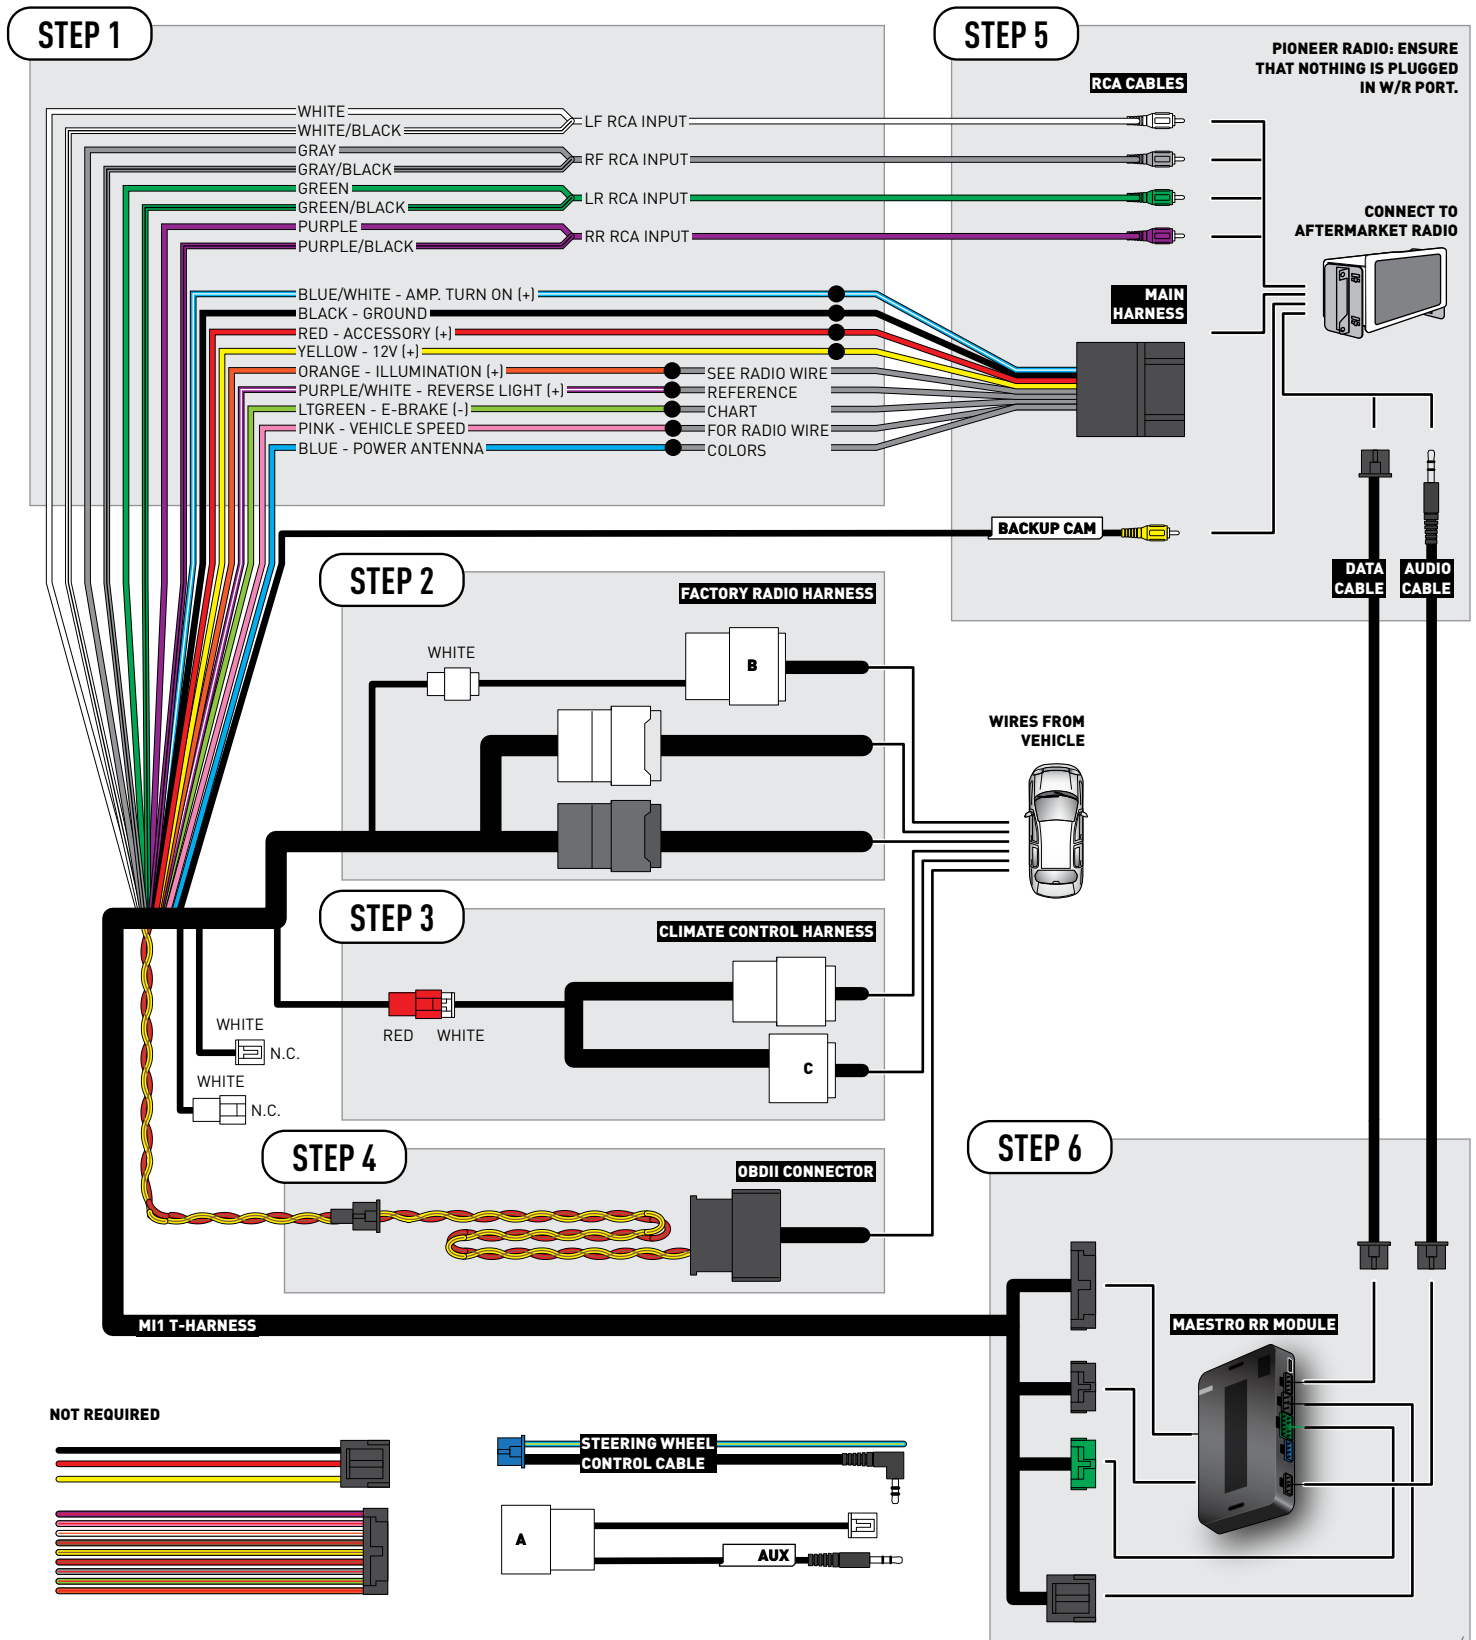 STEP 1
WHITE
WHITE/BLACK
LF RCA INPUT
GRAY
GRAY/BLACK
RF RCA INPUT
GREEN
GREEN/BLACK
LR RCA INPUT
PURPLE
PURPLE/BLACK
RR RCA INPUT
BLUE/WHITE - AMP. TURN ON (+)
BLACK - GROUND
RED - ACCESSORY (+)
YELLOW - 12V (+)
ORANGE - ILLUMINATION (+)
PURPLE/WHITE - REVERSE LIGHT (+)
LTGREEN - E-BRAKE (-)
PINK - VEHICLE SPEED
BLUE - POWER ANTENNA
SEE RADIO WIRE
REFERENCE
CHART
FOR RADIO WIRE
COLORS
STEP 5
PIONEER RADIO: ENSURE
THAT NOTHING IS PLUGGED
IN W/R PORT.
RCA CABLES
CONNECT TO
AFTERMARKET RADIO
MAIN
HARNESS
BACKUP CAM
DATA
CABLE
AUDIO
CABLE
STEP 2
FACTORY RADIO HARNESS
WHITE
B
WIRES FROM
VEHICLE
STEP 3
CLIMATE CONTROL HARNESS
RED
WHITE
C
WHITE
N.C.
WHITE
N.C.
STEP 4
OBDII CONNECTOR
MI1 T-HARNESS
STEP 6
MAESTRO RR MODULE
NOT REQUIRED
STEERING WHEEL
CONTROL CABLE
A
AUX